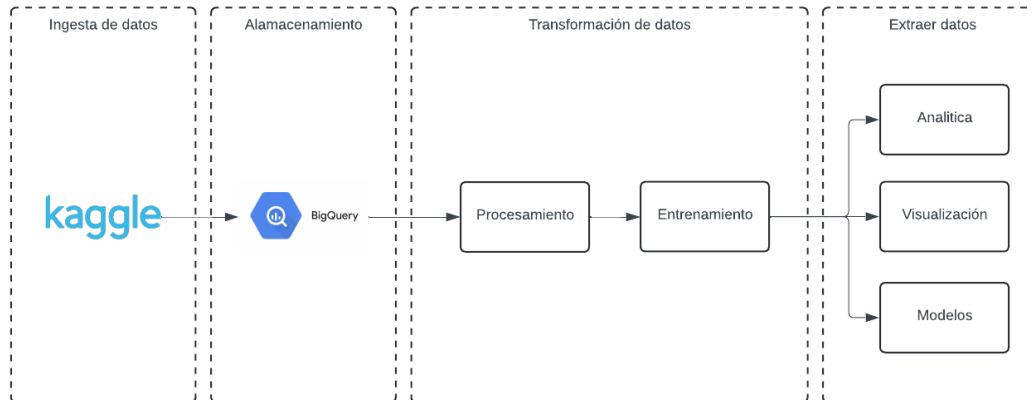 Ingesta de datos
Alamacenamiento
Transformación de datos
Extraer datos
kaggle
BigQuery
Procesamiento
Entrenamiento
Analitica
Visualización
Modelos